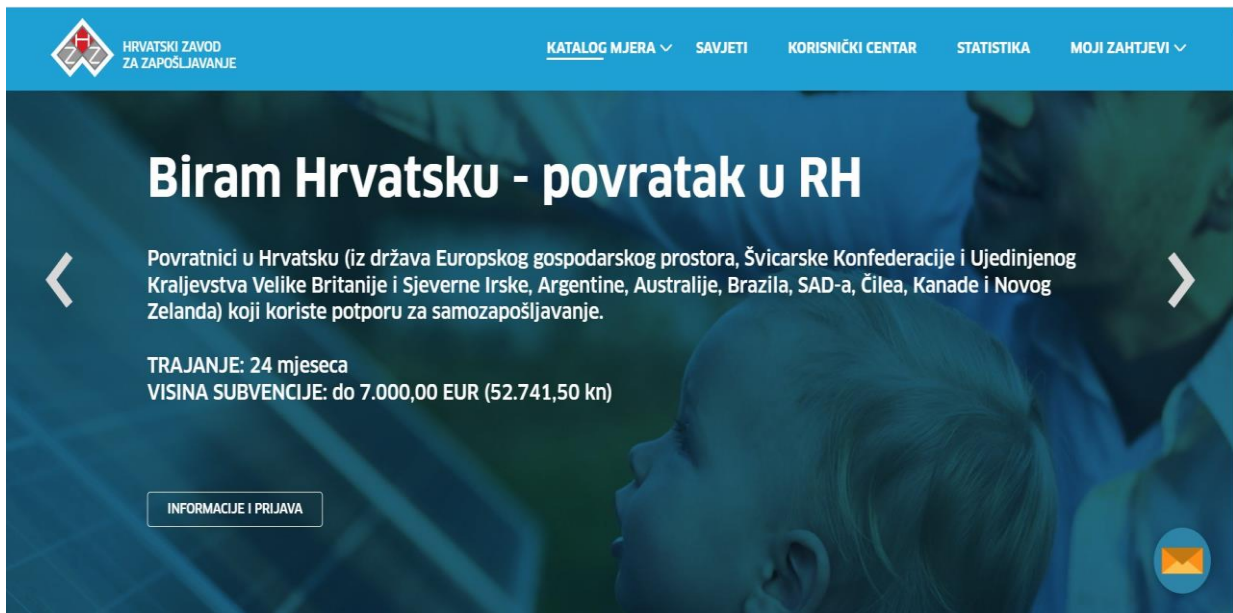 HRVATSKI ZAVOD
ZA ZAPOŠLJAVANJE
KATALOG MJERA SAVJETI KORISNIČKI CENTAR STATISTIKA MOJI ZAHTJEVI
Biram Hrvatsku - povratak u RH
Povratnici u Hrvatsku (iz država Europskog gospodarskog prostora, Švicarske Konfederacije i Ujedinjenog
Kraljevstva Velike Britanije i Sjeverne Irske, Argentine, Australije, Brazila, SAD-a, Čilea, Kanade i Novog
Zelanda) koji koriste potporu za samozapošljavanje.
TRAJANJE: 24 mjeseca
VISINA SUBVENCIJE: do 7.000,00 EUR (52.741,50 kn)
INFORMACIJE I PRIJAVA